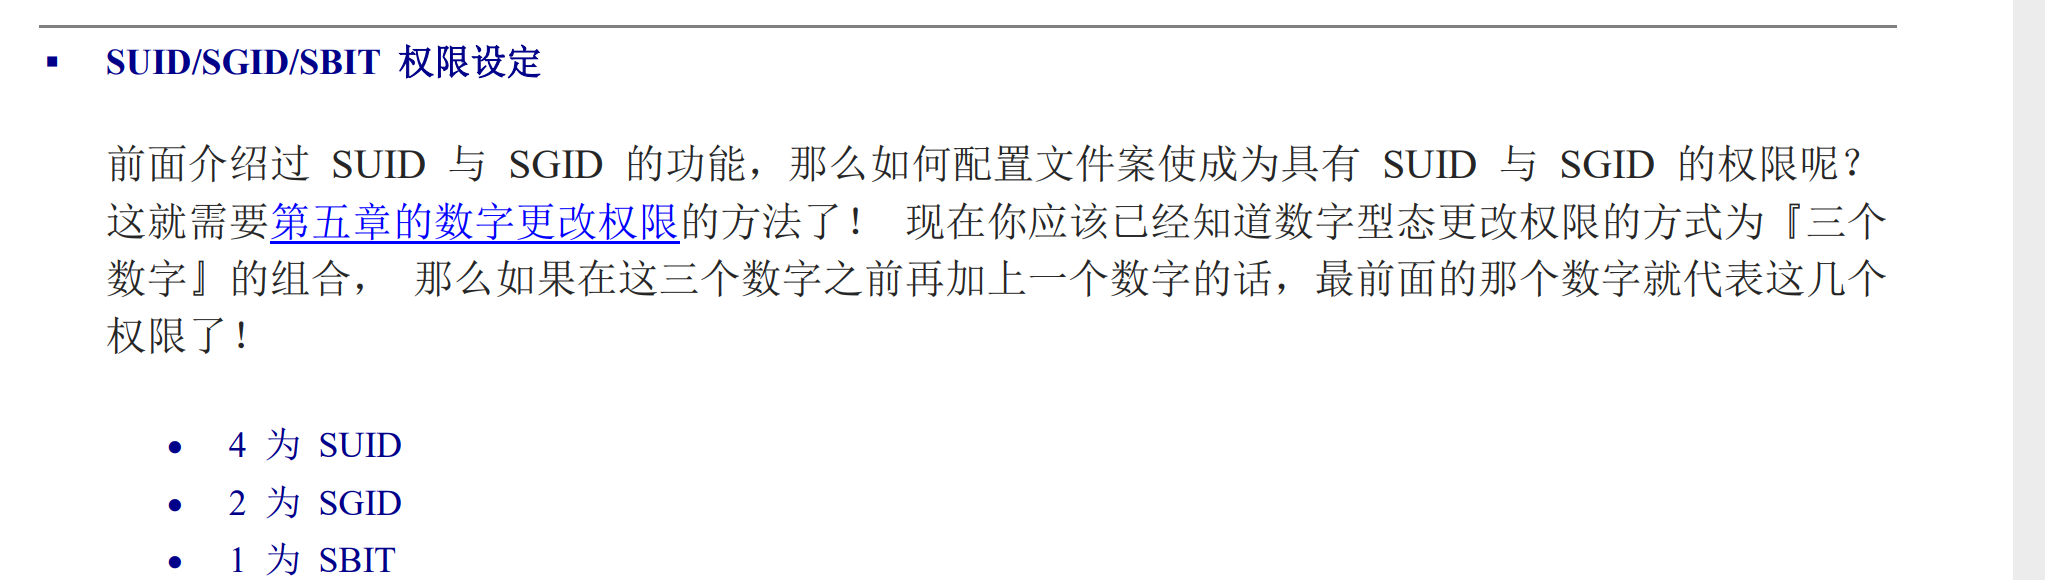 ▪ SUID/SGID/SBIT 权限设定
前面介绍过 SUID 与 SGID 的功能，那么如何配置文件案使成为具有 SUID 与 SGID 的权限呢？
这就需要第五章的数字更改权限的方法了！ 现在你应该已经知道数字型态更改权限的方式为『三个
数字』的组合， 那么如果在这三个数字之前再加上一个数字的话，最前面的那个数字就代表这几个
权限了！
• 4 为 SUID
• 2 为 SGID
• 1 为 SBIT